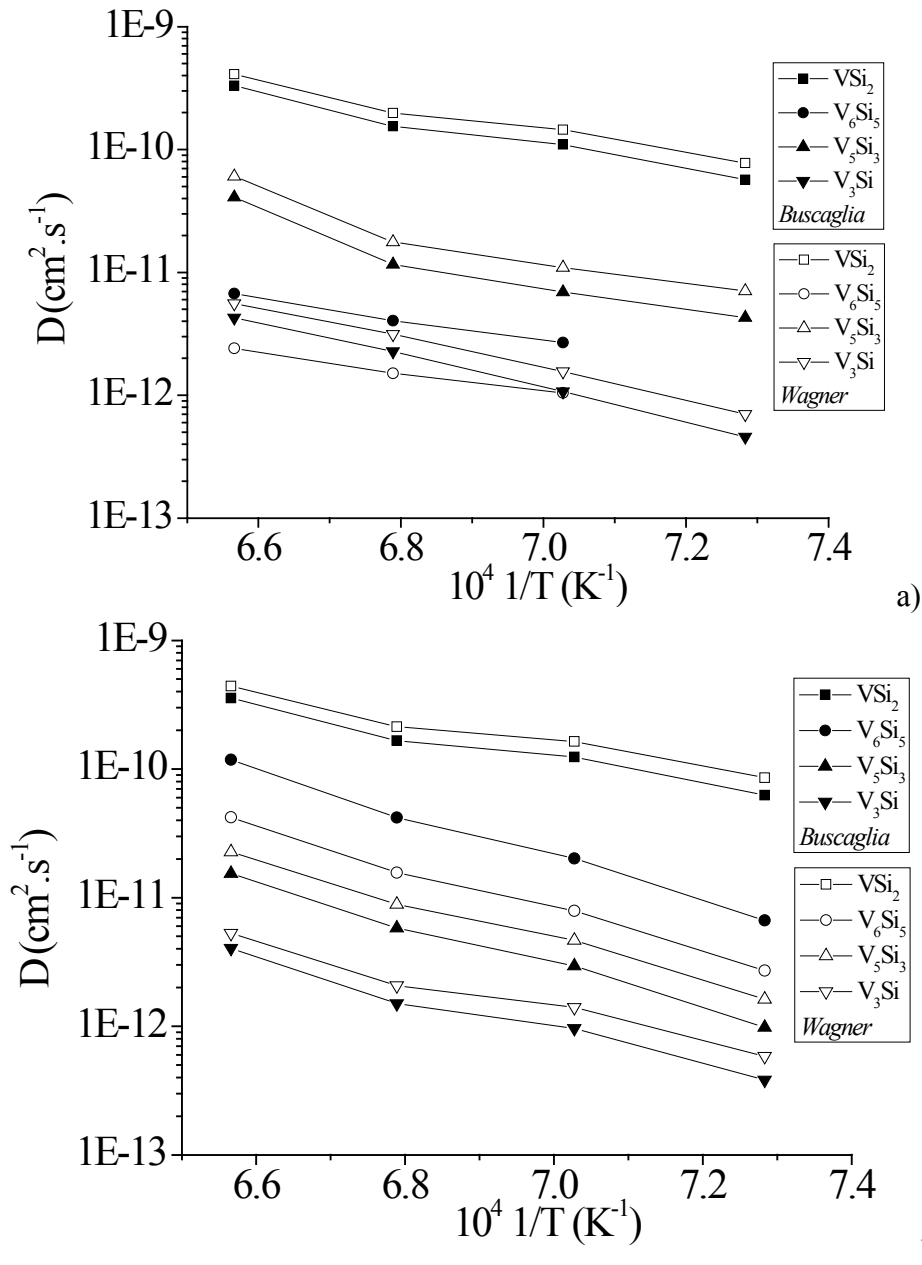 1E-9
1E-10
1E-11
1E-12
1E-13
D(cm².s⁻¹)
6.6 6.8 7.0 7.2 7.4
10⁴ 1/T (K⁻¹)
VSi₂
V₆Si₅
V₅Si₃
V₃Si
Buscaglia
VSi₂
V₆Si₅
V₅Si₃
V₃Si
Wagner
a)
1E-9
1E-10
1E-11
1E-12
1E-13
D(cm².s⁻¹)
6.6 6.8 7.0 7.2 7.4
10⁴ 1/T (K⁻¹)
VSi₂
V₆Si₅
V₅Si₃
V₃Si
Buscaglia
VSi₂
V₆Si₅
V₅Si₃
V₃Si
Wagner